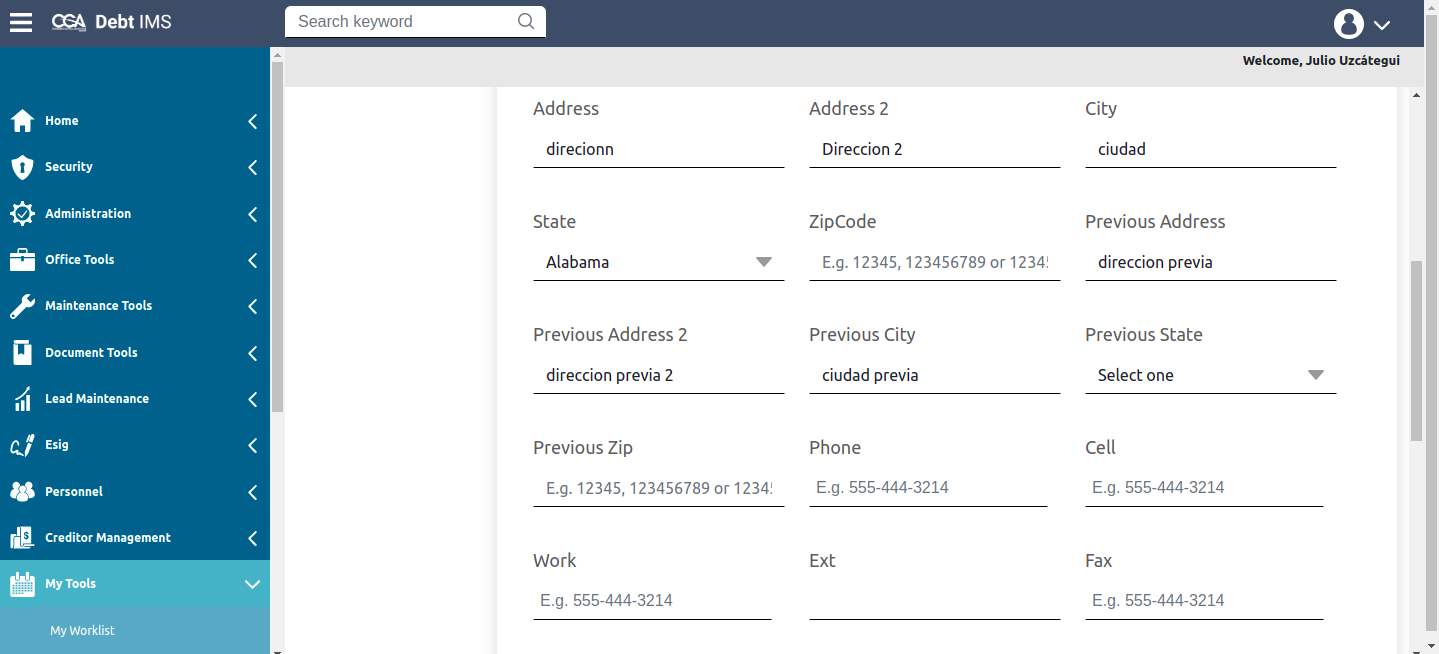 CGA Debt IMS
Search keyword
Welcome, Julio Uzcátegui
Home
Security
Administration
Office Tools
Maintenance Tools
Document Tools
Lead Maintenance
Esig
Personnel
Creditor Management
My Tools
My Worklist
Address Address 2 City
direcionn Direccion 2 ciudad
State ZipCode Previous Address
Alabama E.g. 12345, 123456789 or 1234 direccion previa
Previous Address 2 Previous City Previous State
direccion previa 2 ciudad previa Select one
Previous Zip Phone Cell
E.g. 12345, 123456789 or 1234 E.g. 555-444-3214 E.g. 555-444-3214
Work Ext Fax
E.g. 555-444-3214 E.g. 555-444-3214